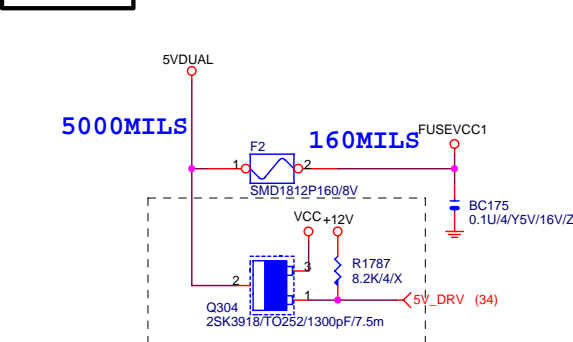 5VDUAL
5000MILS
F2
160MILS
FUSEVCC1
1
2
SMD1812P160/8V
BC175
0.1U/4/Y5V/16V/Z
VCC
+12V
3
2
1
R1787
8.2K/4/X
5V_DRV (34)
Q304
2SK3918/TO252/1300pF/7.5m